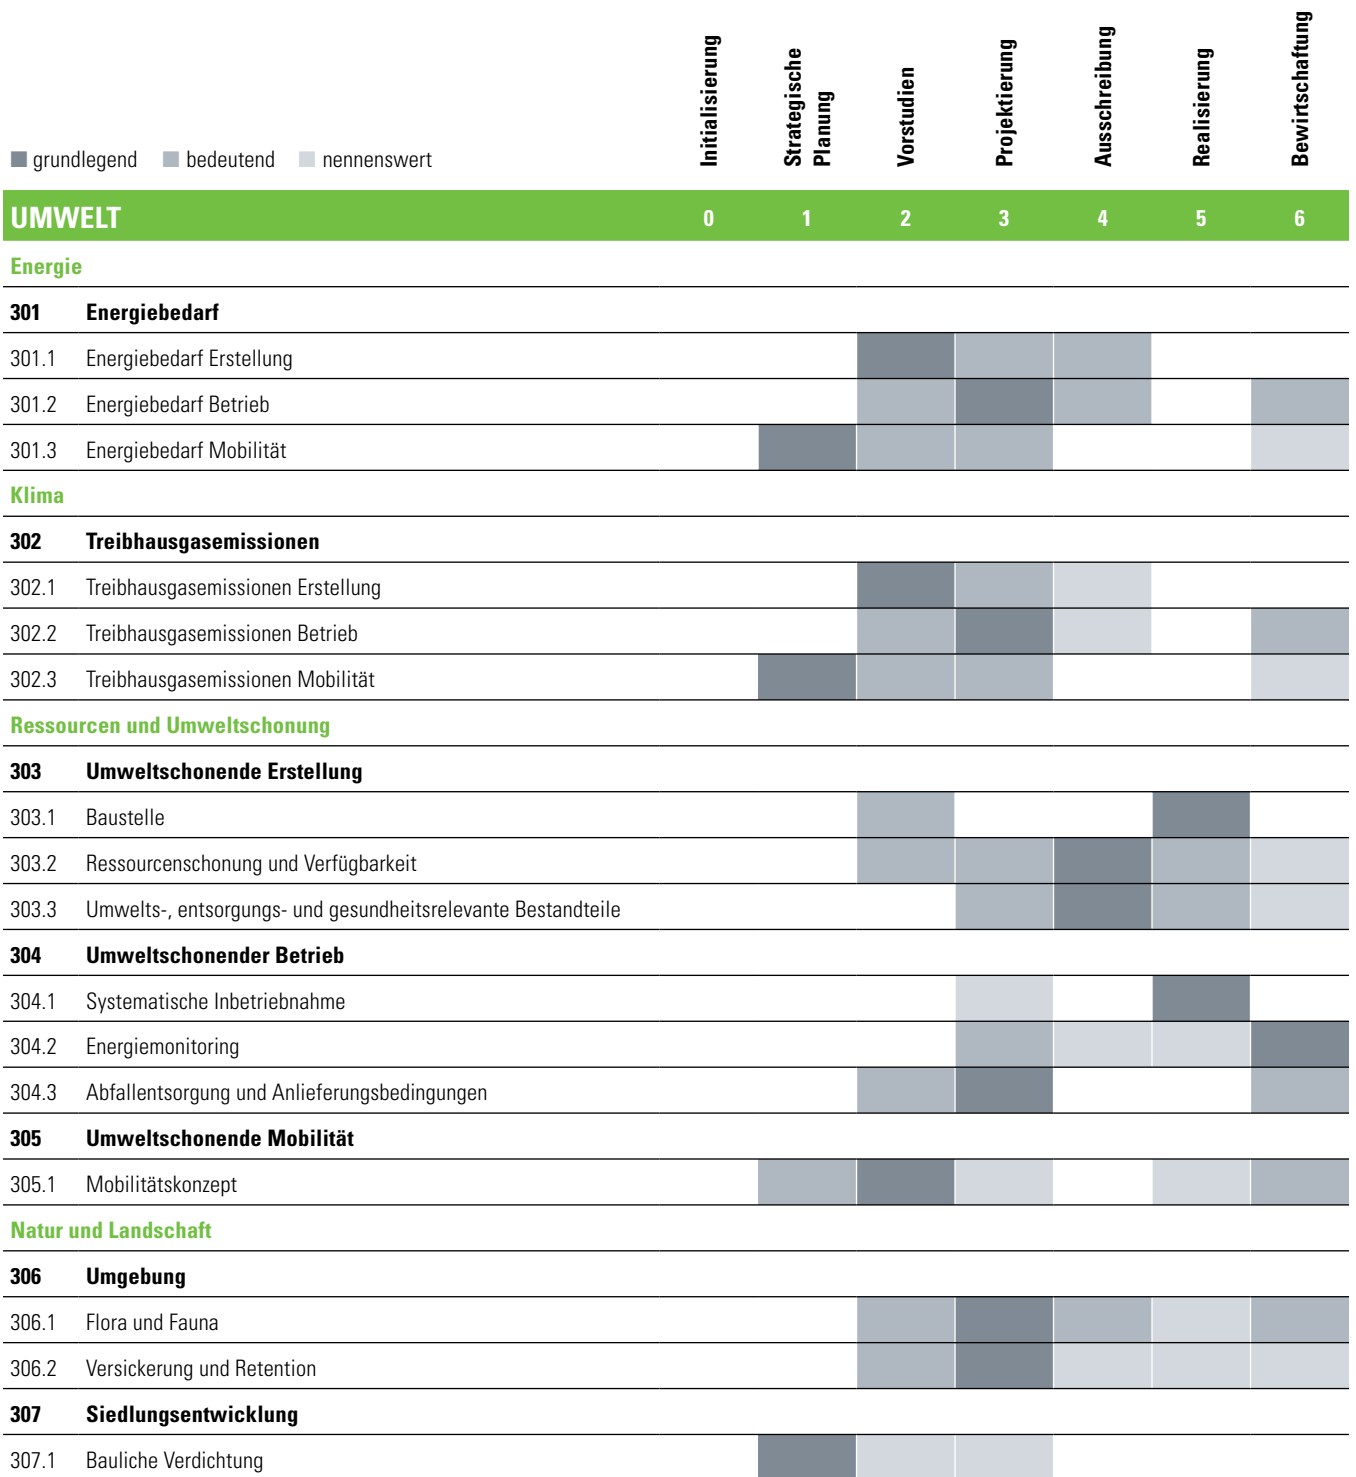 grundlegend bedeutend nennenswert
Initialisierung
Strategische
Planung
Vorstudien
Projektierung
Ausschreibung
Realisierung
Bewirtschaftung
UMWELT 0 1 2 3 4 5 6
Energie
301 Energiebedarf
301.1 Energiebedarf Erstellung
301.2 Energiebedarf Betrieb
301.3 Energiebedarf Mobilität
Klima
302 Treibhausgasemissionen
302.1 Treibhausgasemissionen Erstellung
302.2 Treibhausgasemissionen Betrieb
302.3 Treibhausgasemissionen Mobilität
Ressourcen und Umweltschonung
303 Umweltschonende Erstellung
303.1 Baustelle
303.2 Ressourcenschonung und Verfügbarkeit
303.3 Umwelts-, entsorgungs- und gesundheitsrelevante Bestandteile
304 Umweltschonender Betrieb
304.1 Systematische Inbetriebnahme
304.2 Energiemonitoring
304.3 Abfallentsorgung und Anlieferungsbedingungen
305 Umweltschonende Mobilität
305.1 Mobilitätskonzept
Natur und Landschaft
306 Umgebung
306.1 Flora und Fauna
306.2 Versickerung und Retention
307 Siedlungsentwicklung
307.1 Bauliche Verdichtung